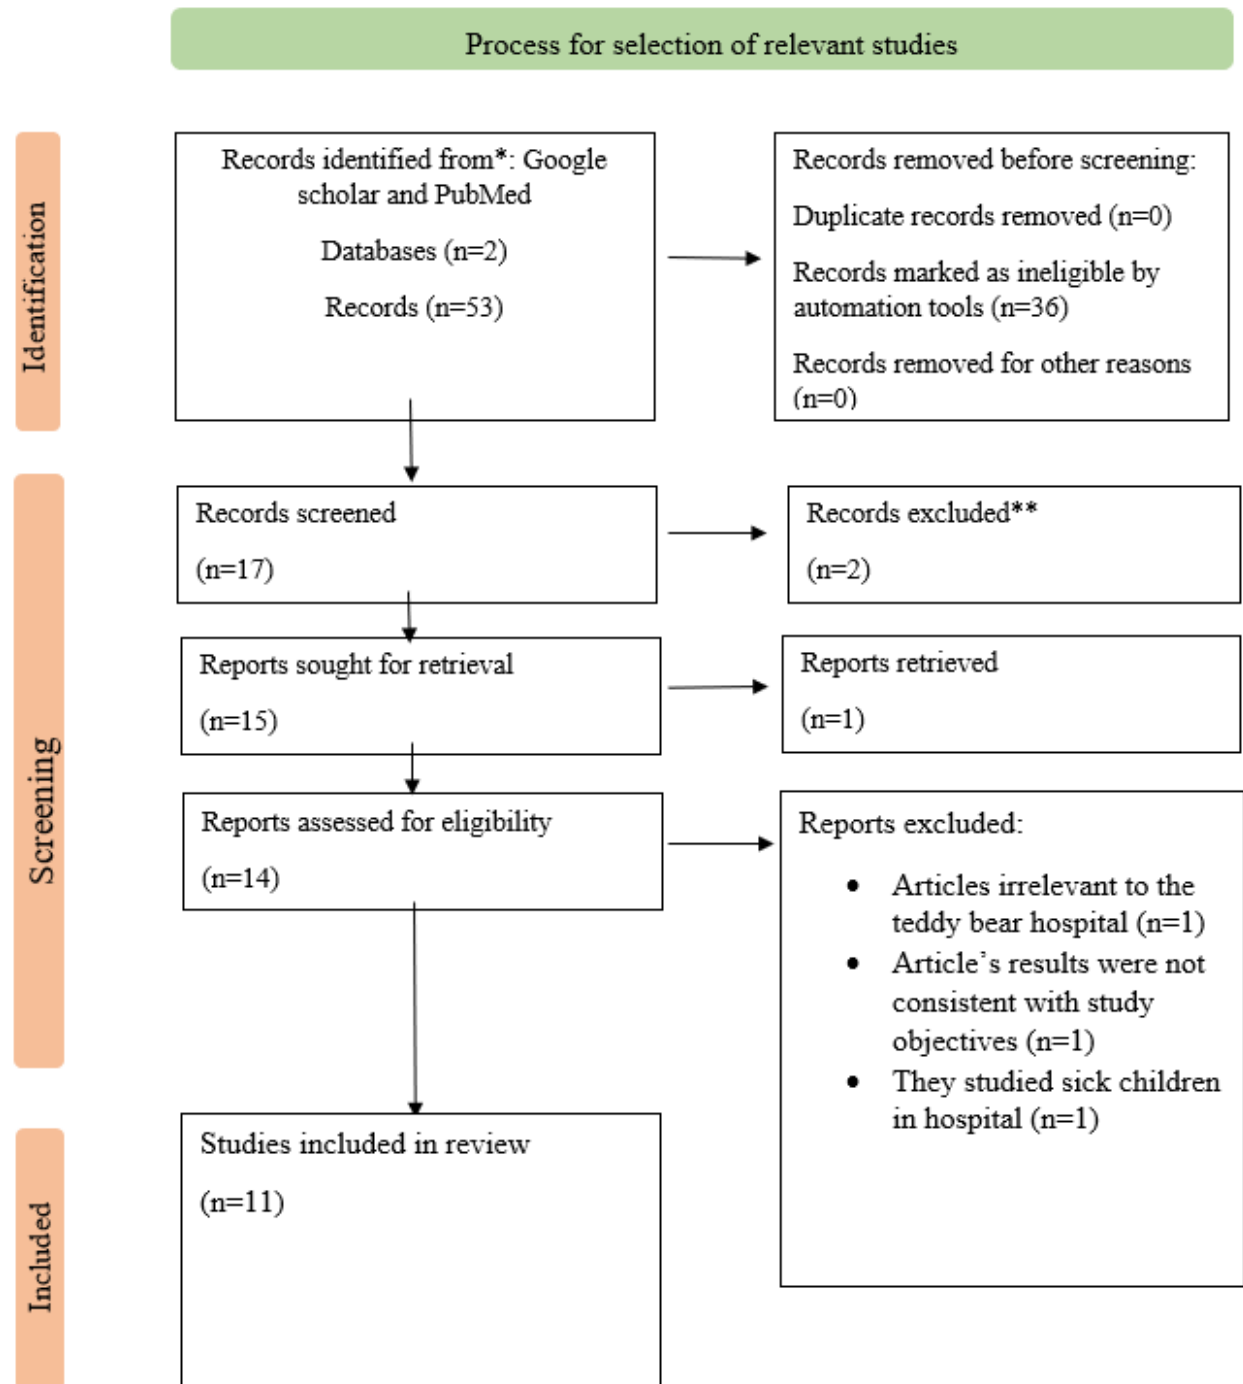 Process for selection of relevant studies
Identification
Records identified from*: Google
scholar and PubMed
Databases (n=2)
Records (n=53)
Records removed before screening:
Duplicate records removed (n=0)
Records marked as ineligible by
automation tools (n=36)
Records removed for other reasons
(n=0)
Screening
Records screened
(n=17)
Records excluded**
(n=2)
Reports sought for retrieval
(n=15)
Reports retrieved
(n=1)
Reports assessed for eligibility
(n=14)
Reports excluded:
• Articles irrelevant to the
teddy bear hospital (n=1)
• Article’s results were not
consistent with study
objectives (n=1)
• They studied sick children
in hospital (n=1)
Included
Studies included in review
(n=11)